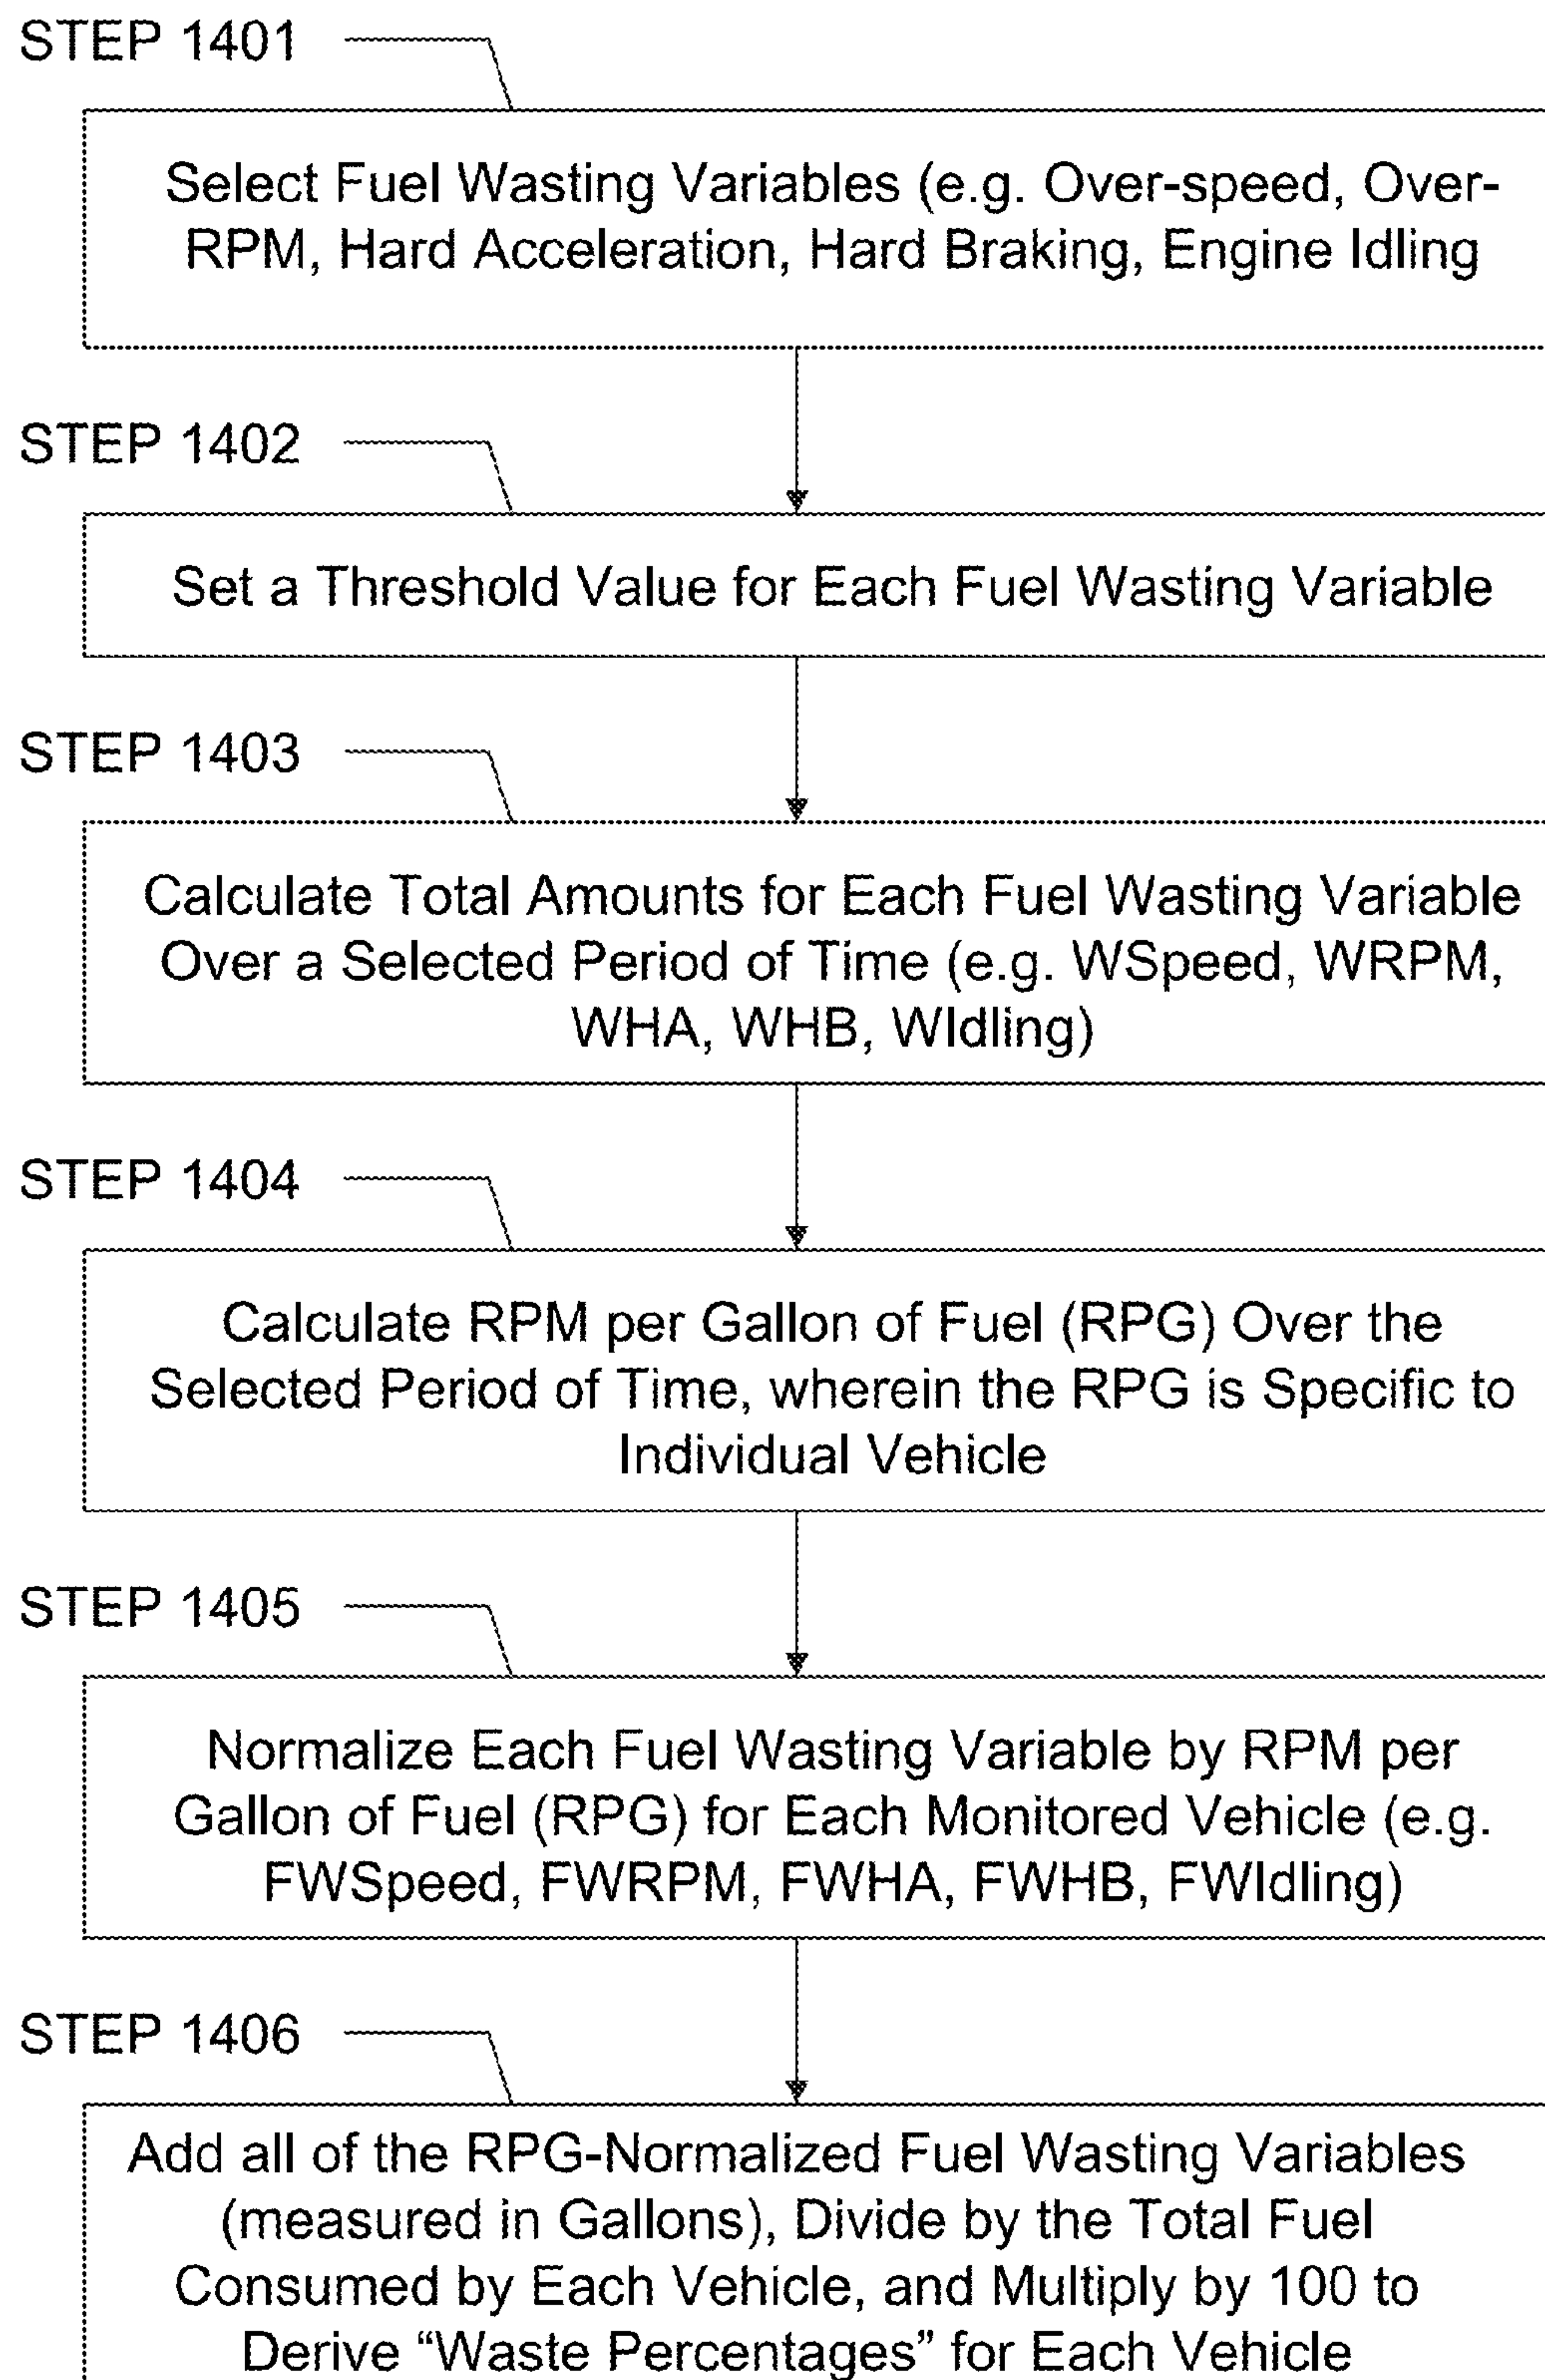 STEP 1401
Select Fuel Wasting Variables (e.g. Over-speed, Over-
RPM, Hard Acceleration, Hard Braking, Engine Idling
STEP 1402
Set a Threshold Value for Each Fuel Wasting Variable
STEP 1403
Calculate Total Amounts for Each Fuel Wasting Variable
Over a Selected Period of Time (e.g. WSpeed, WRPM,
WHA, WHB, WIdling)
STEP 1404
Calculate RPM per Gallon of Fuel (RPG) Over the
Selected Period of Time, wherein the RPG is Specific to
Individual Vehicle
STEP 1405
Normalize Each Fuel Wasting Variable by RPM per
Gallon of Fuel (RPG) for Each Monitored Vehicle (e.g.
FWSpeed, FWRPM, FWHA, FWHB, FWIdling)
STEP 1406
Add all of the RPG-Normalized Fuel Wasting Variables
(measured in Gallons), Divide by the Total Fuel
Consumed by Each Vehicle, and Multiply by 100 to
Derive “Waste Percentages” for Each Vehicle